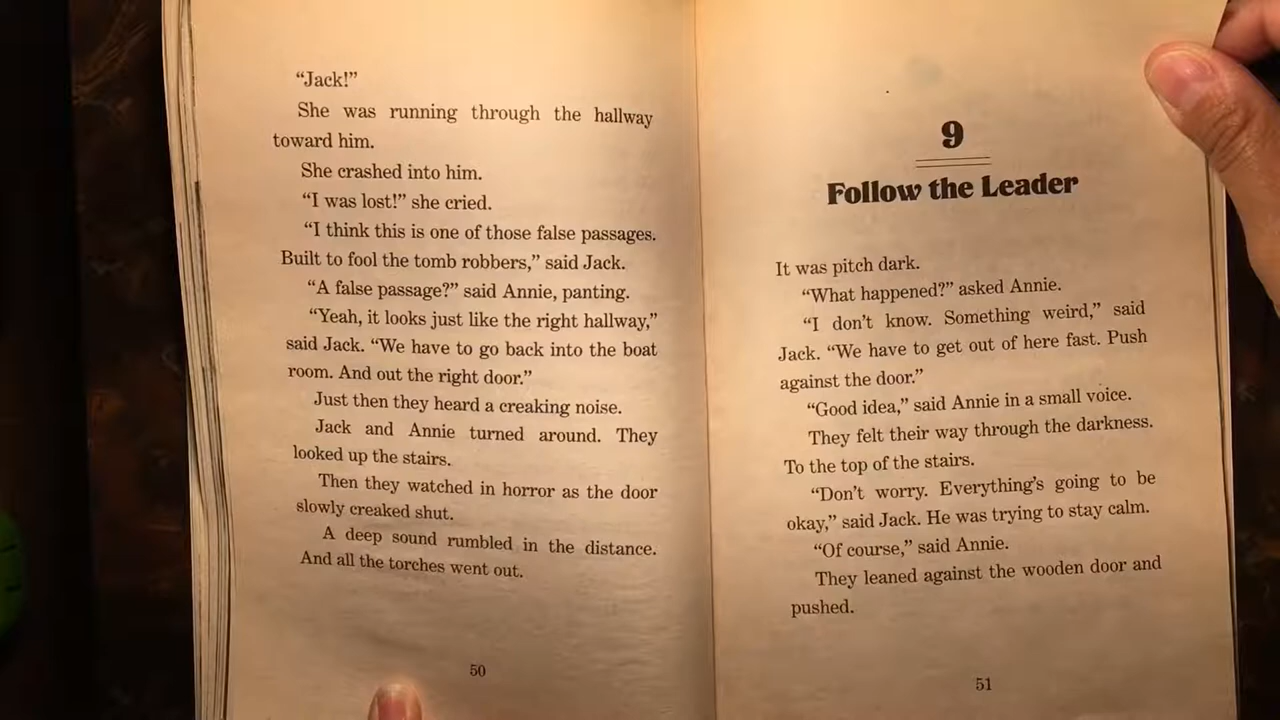 “Jack!”
She was running through the hallway
toward him.
She crashed into him.
“I was lost!” she cried.
“I think this is one of those false passages.
Built to fool the tomb robbers,” said Jack.
“A false passage?” said Annie, panting.
“Yeah, it looks just like the right hallway,”
said Jack. “We have to go back into the boat
room. And out the right door.”
Just then they heard a creaking noise.
Jack and Annie turned around. They
looked up the stairs.
Then they watched in horror as the door
slowly creaked shut.
A deep sound rumbled in the distance.
And all the torches went out.
50
9
Follow the Leader
It was pitch dark.
“What happened?” asked Annie.
“I don’t know. Something weird,” said
Jack. “We have to get out of here fast. Push
against the door.”
“Good idea,” said Annie in a small voice.
They felt their way through the darkness.
To the top of the stairs.
“Don’t worry. Everything’s going to be
okay,” said Jack. He was trying to stay calm.
“Of course,” said Annie.
They leaned against the wooden door and
pushed.
51